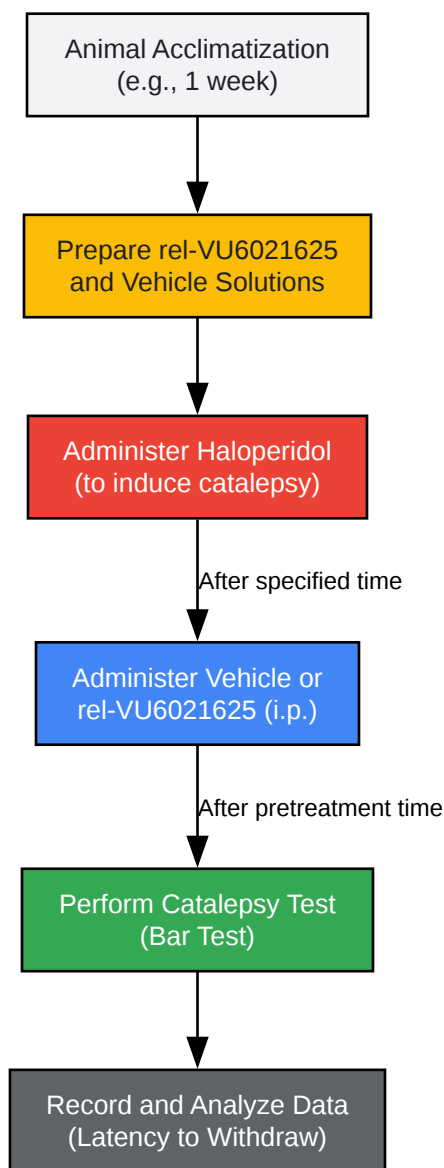 Animal Acclimatization
(e.g., 1 week)
Prepare rel-VU6021625
and Vehicle Solutions
Administer Haloperidol
(to induce catalepsy)
After specified time
Administer Vehicle or
rel-VU6021625 (i.p.)
After pretreatment time
Perform Catalepsy Test
(Bar Test)
Record and Analyze Data
(Latency to Withdraw)